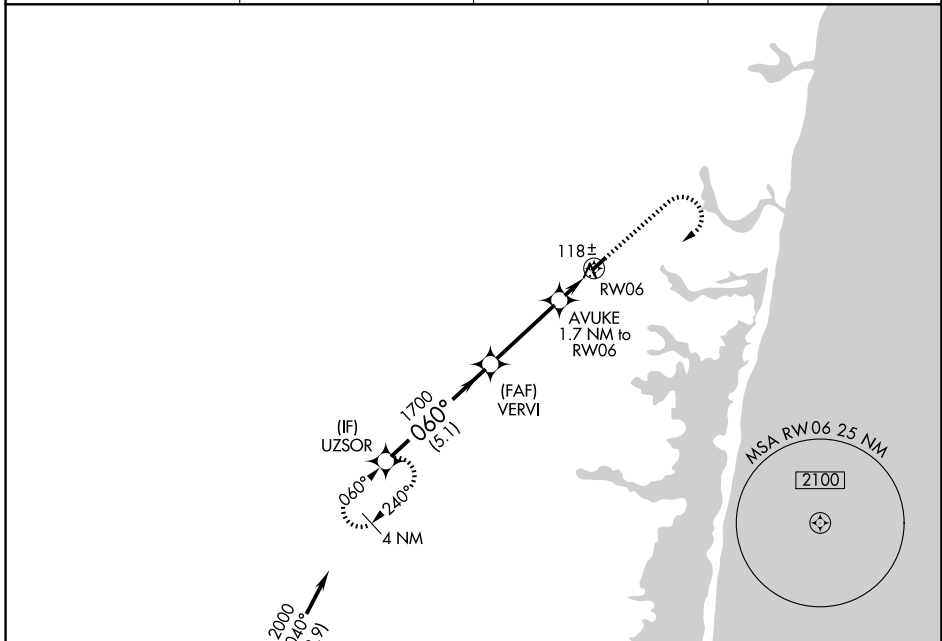 118±
RW06
AVUKE
1.7 NM to
RW06
(FAF)
VERVI
1700
060°
(5.1)
(IF)
UZSOR
060°
240°
4 NM
MSA RW06 25 NM
2100
2000
040°